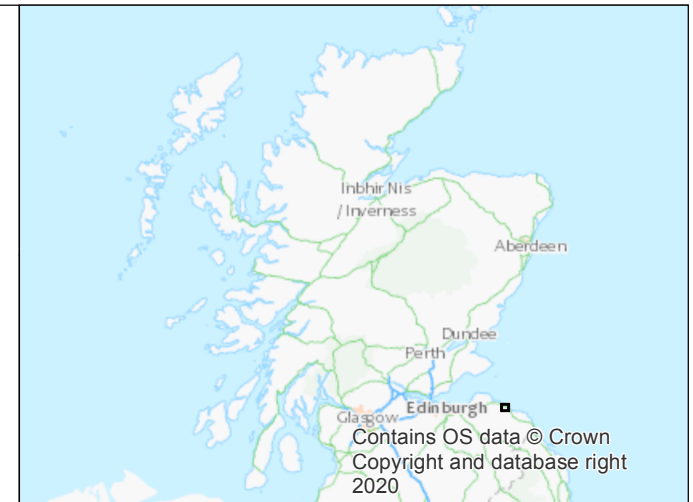 Inbhir Nis
/ Inverness
Aberdeen
Dundee
Perth
Edinburgh
Glasgow
Contains OS data © Crown
Copyright and database right
2020